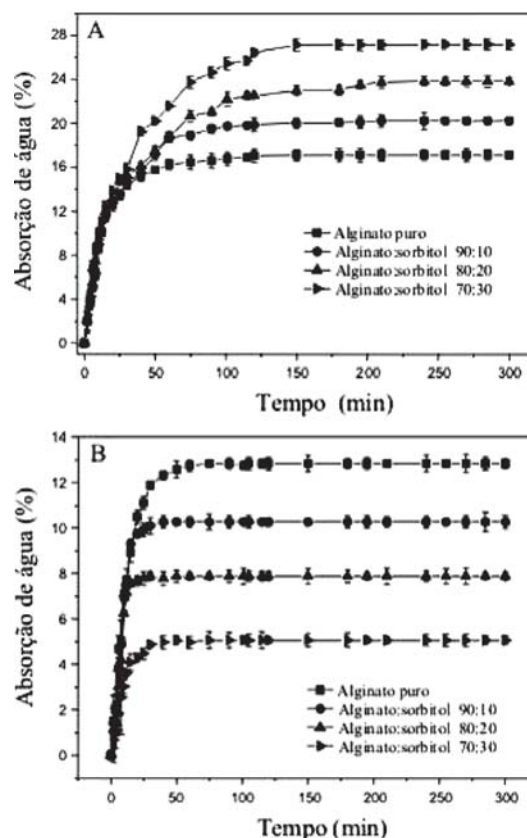 A
Absorção de água (%)
28
24
20
16
12
8
4
0
Alginato puro
Alginato:sorbitol 90:10
Alginato:sorbitol 80:20
Alginato:sorbitol 70:30
0 50 100 150 200 250 300
Tempo (min)
B
Absorção de água (%)
14
12
10
8
6
4
2
0
Alginato puro
Alginato:sorbitol 90:10
Alginato:sorbitol 80:20
Alginato:sorbitol 70:30
0 50 100 150 200 250 300
Tempo (min)